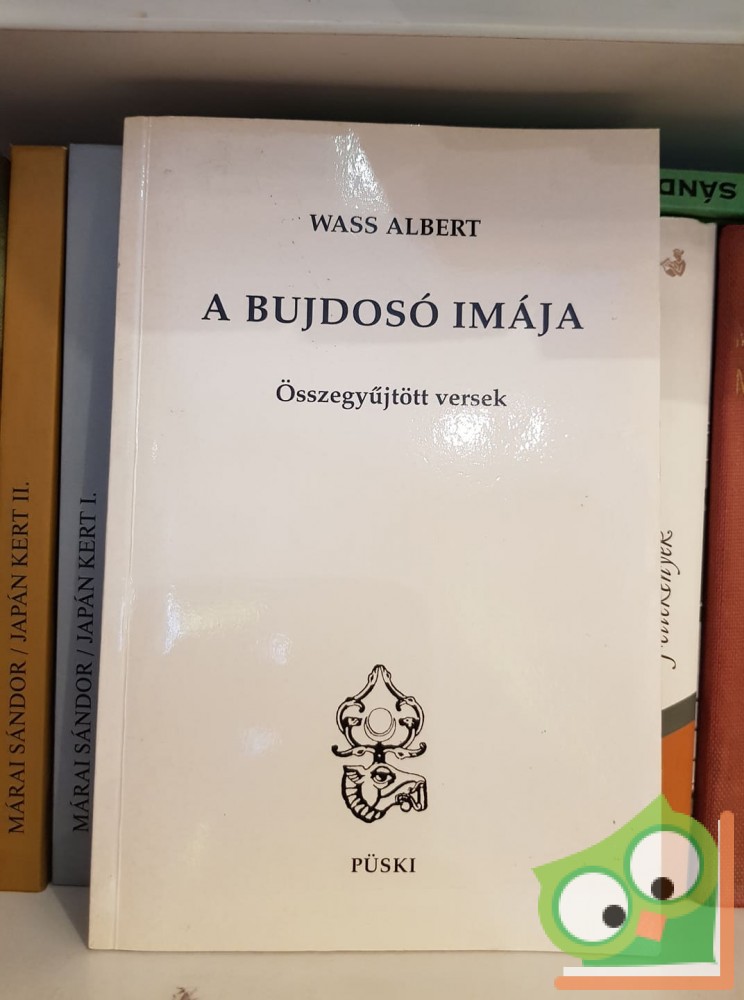 WASS ALBERT
A BUJDOSÓ IMÁJA
Összegyűjtött versek
PÜSKI
MÁRAI SÁNDOR / JAPÁN KERT II.
MÁRAI SÁNDOR / JAPÁN KERT I.